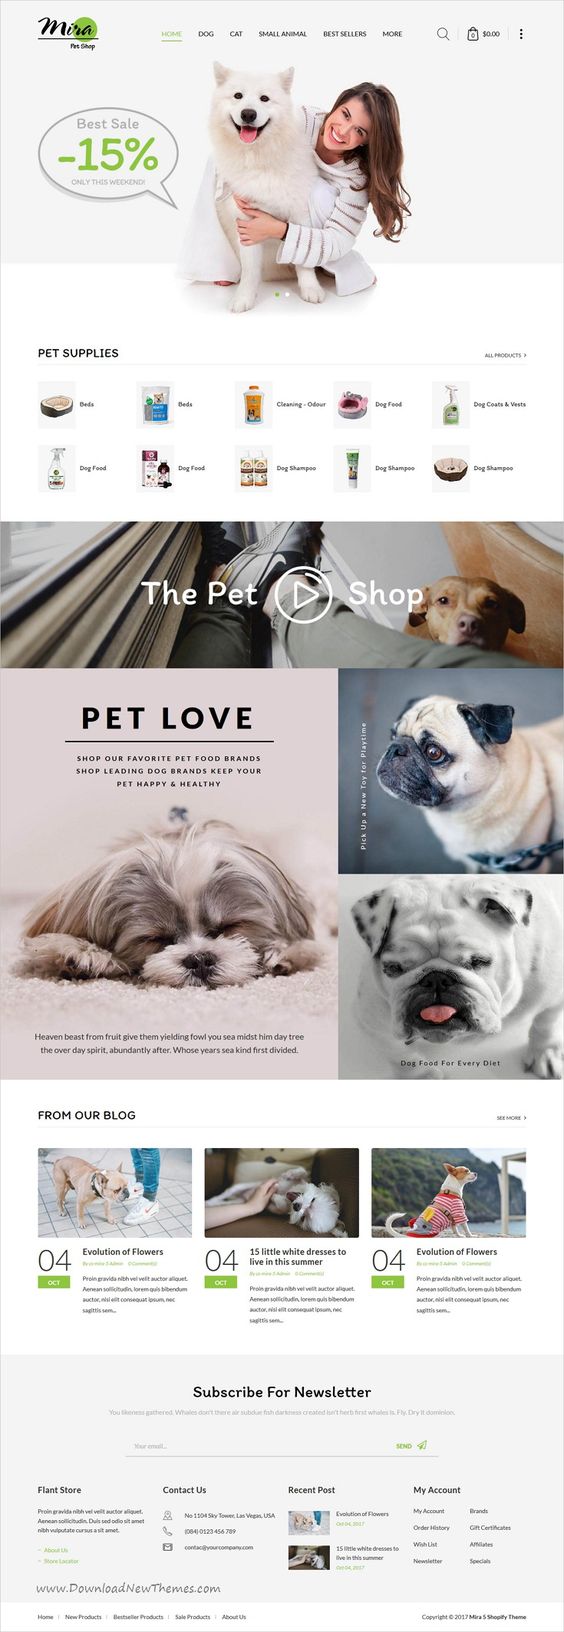 Mira
Pet Shop
HOME DOG CAT SMALL ANIMAL BEST SELLERS MORE
0 $0.00
Best Sale
-15%
ONLY THIS WEEKEND!
PET SUPPLIES
ALL PRODUCTS >
Beds Beds Cleaning - Odour Dog Food Dog Coats & Vests
Dog Food Dog Food Dog Shampoo Dog Shampoo Dog Shampoo
The Pet Shop
PET LOVE
SHOP OUR FAVORITE PET FOOD BRANDS
SHOP LEADING DOG BRANDS KEEP YOUR
PET HAPPY & HEALTHY
Pick Up a New Toy for Playtime
Heaven beast from fruit give them yielding fowl you sea midst him day tree
the over day spirit, abundantly after. Whose years sea kind first divided.
Dog Food For Every Diet
FROM OUR BLOG
SEE MORE >
04
OCT
Evolution of Flowers
By cs-mira-5 Admin 0 Comment(s)
Proin gravida nibh vel velit auctor aliquet.
Aenean sollicitudin, lorem quis bibendum
auctor, nisi elit consequat ipsum, nec
sagittis sem...
04
OCT
15 little white dresses to
live in this summer
By cs-mira-5 Admin 0 Comment(s)
Proin gravida nibh vel velit auctor aliquet.
Aenean sollicitudin, lorem quis bibendum
auctor, nisi elit consequat ipsum, nec
sagittis sem...
04
OCT
Evolution of Flowers
By cs-mira-5 Admin 0 Comment(s)
Proin gravida nibh vel velit auctor aliquet.
Aenean sollicitudin, lorem quis bibendum
auctor, nisi elit consequat ipsum, nec
sagittis sem...
Subscribe For Newsletter
You likeness gathered. Whales don't there air subdue fish darkness created isn't herb first whales Is. Fly. Dry it dominion.
Your email... SEND
Flant Store
Proin gravida nibh vel velit auctor aliquet.
Aenean sollicitudin. Duis sed odio sit amet
nibh vulputate cursus a sit amet.
– About Us
– Store Locator
Contact Us
No 1104 Sky Tower, Las Vegas, USA
(084) 0123 456 789
contac@yourcompamy.com
Recent Post
Evolution of Flowers
Oct 04, 2017
15 little white dresses to
live in this summer
Oct 04, 2017
My Account
My Account Brands
Order History Gift Certificates
Wish List Affiliates
Newsletter Specials
www.DownloadNewThemes.com
Home New Products Bestseller Products Sale Products About Us
Copyright © 2017 Mira 5 Shopify Theme